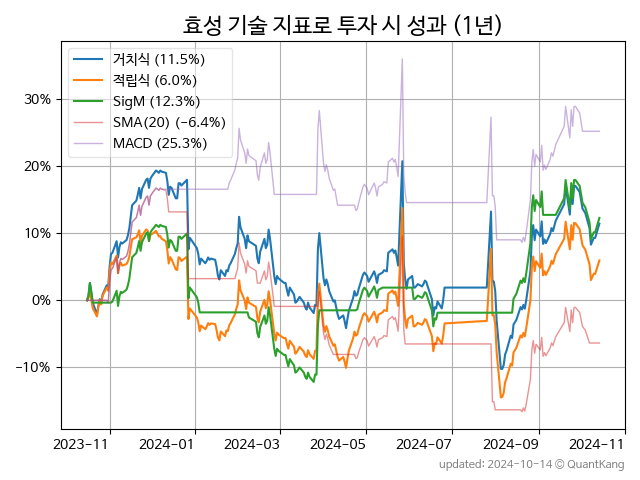 효성 기술 지표로 투자 시 성과 (1년)
거치식 (11.5%)
적립식 (6.0%)
SigM (12.3%)
SMA(20) (−6.4%)
MACD (25.3%)
30%
20%
10%
0%
−10%
2023-11 2024-01 2024-03 2024-05 2024-07 2024-09 2024-11
updated: 2024-10-14 © QuantKang